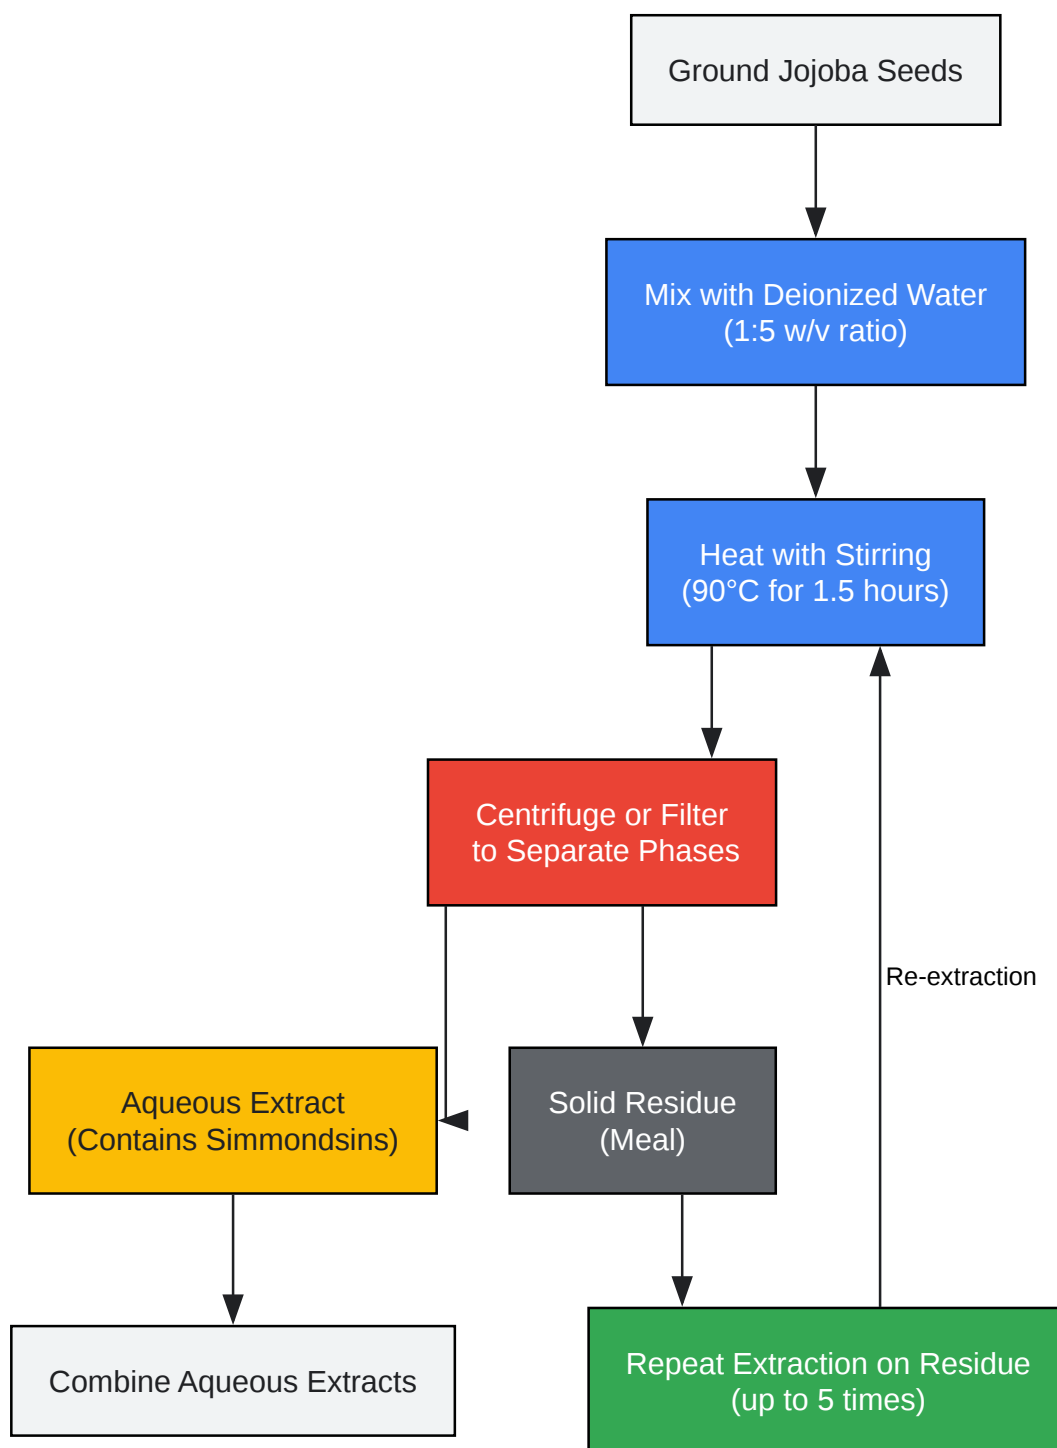 Ground Jojoba Seeds
Mix with Deionized Water
(1:5 w/v ratio)
Heat with Stirring
(90°C for 1.5 hours)
Centrifuge or Filter
to Separate Phases
Re-extraction
Aqueous Extract
(Contains Simmondsins)
Solid Residue
(Meal)
Combine Aqueous Extracts
Repeat Extraction on Residue
(up to 5 times)